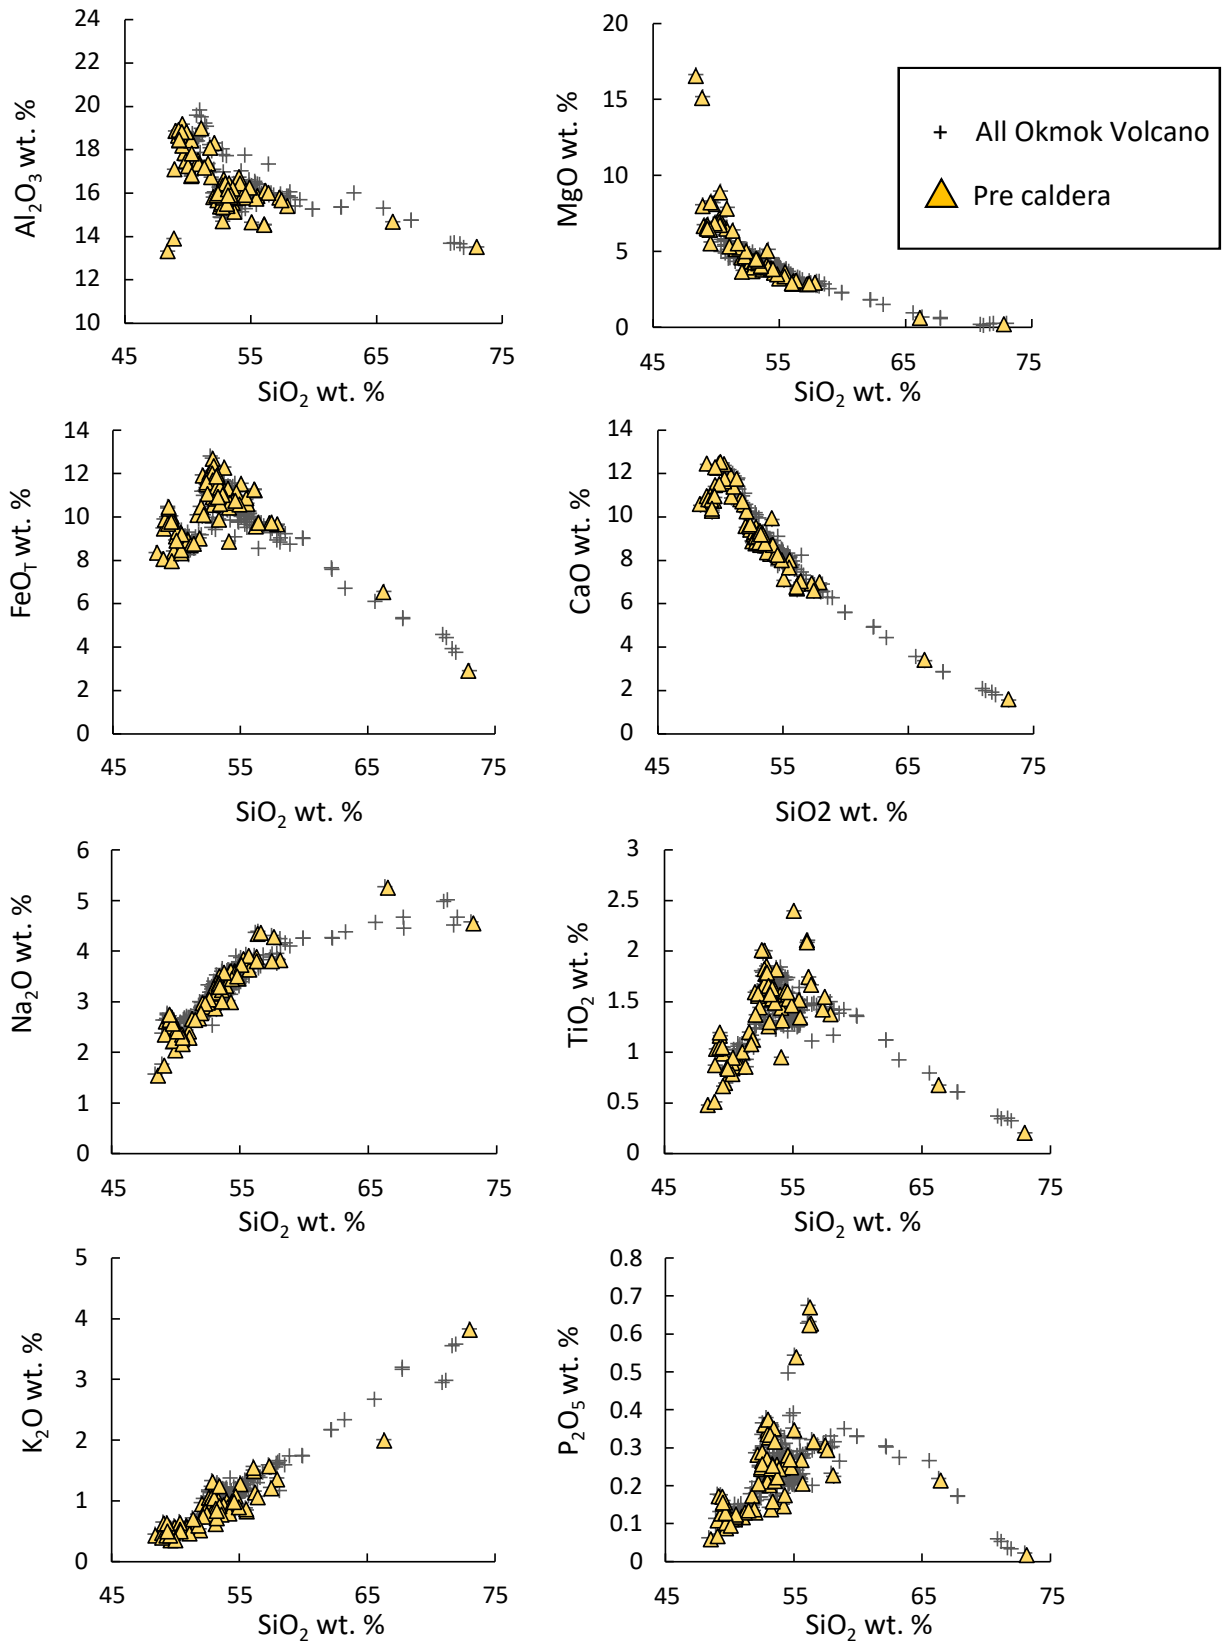 24
22
20
18
16
14
12
10
45 55 65 75
Al₂O₃ wt. %
SiO₂ wt. %
20
15
10
5
0
45 55 65 75
MgO wt. %
SiO₂ wt. %
+ All Okmok Volcano
Pre caldera
14
12
10
8
6
4
2
0
45 55 65 75
FeO_T wt. %
SiO₂ wt. %
14
12
10
8
6
4
2
0
45 55 65 75
CaO wt. %
SiO2 wt. %
6
5
4
3
2
1
0
45 55 65 75
Na₂O wt. %
SiO₂ wt. %
3
2.5
2
1.5
1
0.5
0
45 55 65 75
TiO₂ wt. %
SiO₂ wt. %
5
4
3
2
1
0
45 55 65 75
K₂O wt. %
SiO₂ wt. %
0.8
0.7
0.6
0.5
0.4
0.3
0.2
0.1
0
45 55 65 75
P₂O₅ wt. %
SiO₂ wt. %